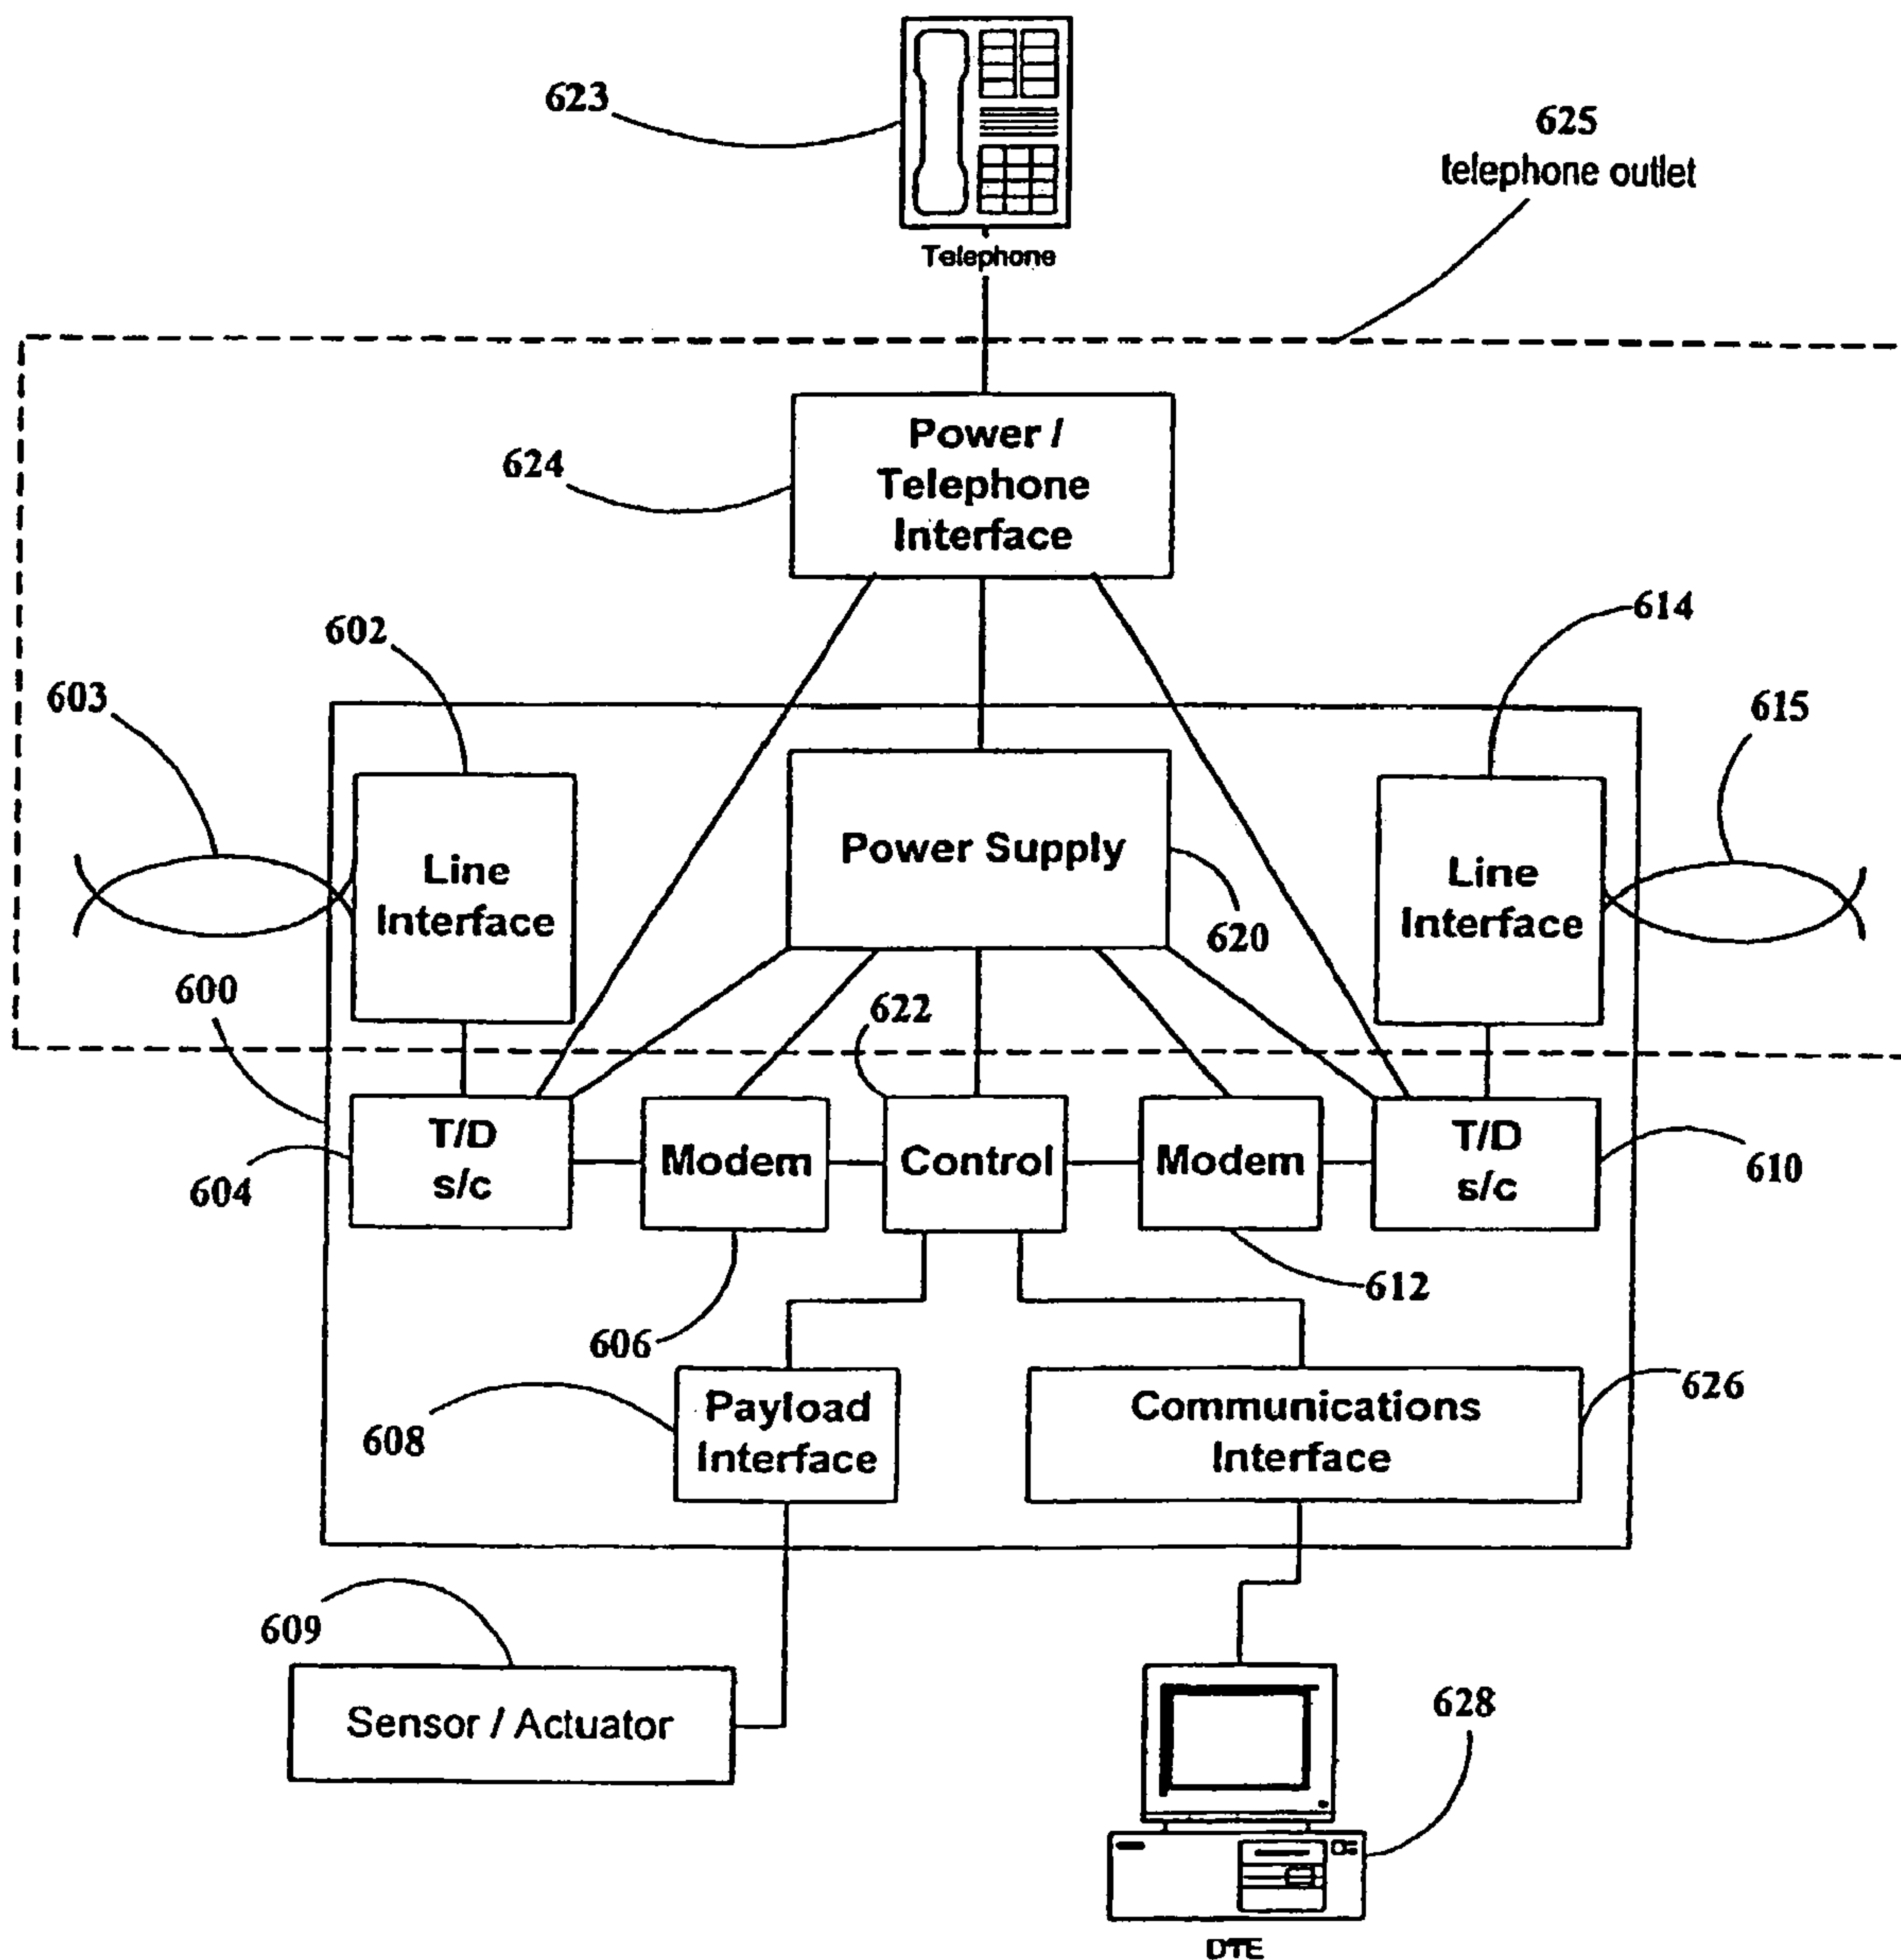 623
Telephone
625
telephone outlet
624
Power /
Telephone
Interface
602
614
603
615
Line
Interface
Power Supply
620
Line
Interface
600
622
604
T/D
s/c
Modem
Control
Modem
T/D
s/c
610
606
612
608
Payload
Interface
Communications
Interface
626
609
Sensor / Actuator
628
DTE